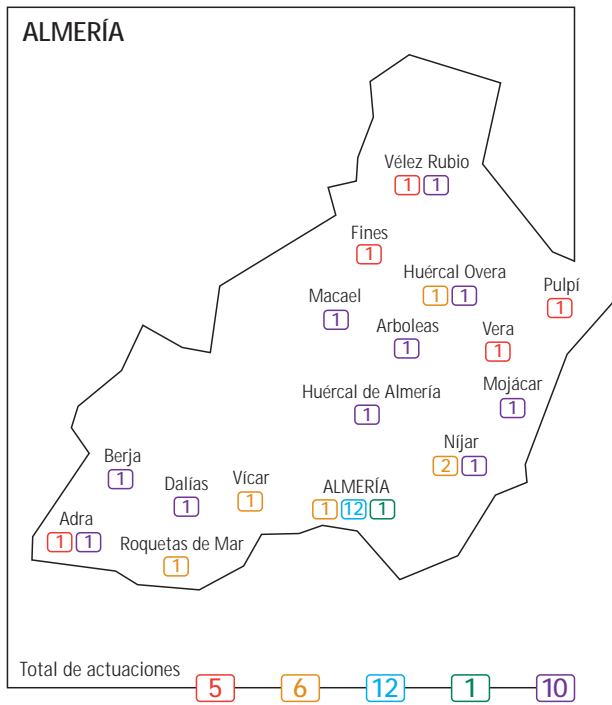 ALMERÍA
Vélez Rubio
1 1
Fines
1
Huércal Overa
1 1
Pulpí
1
Macael
1
Arboleas
1
Vera
1
Huércal de Almería
1
Mojácar
1
Níjar
2 1
Berja
1
Dalías
1
Vícar
1
ALMERÍA
1 12 1
Adra
1 1
Roquetas de Mar
1
Total de actuaciones
5 6 12 1 10